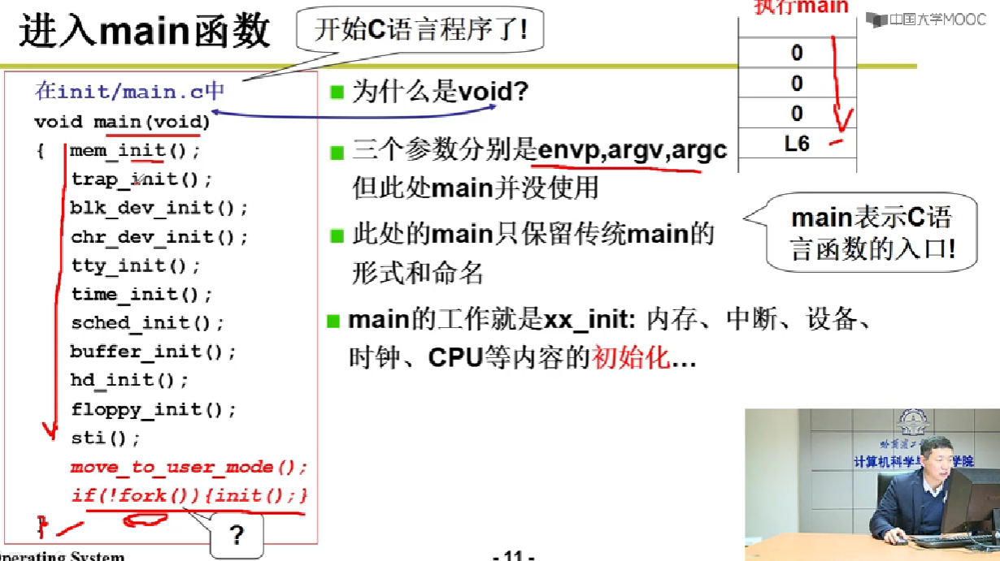 进入main函数
开始C语言程序了!
执行main
中国大学MOOC
0
0
0
L6
在init/main.c中
void main(void)
{ mem_init();
trap_init();
blk_dev_init();
chr_dev_init();
tty_init();
time_init();
sched_init();
buffer_init();
hd_init();
floppy_init();
sti();
move_to_user_mode();
if(!fork()){init();}
}
?
为什么是void?
三个参数分别是envp,argv,argc
但此处main并没使用
此处的main只保留传统main的
形式和命名
main的工作就是xx_init: 内存、中断、设备、
时钟、CPU等内容的初始化...
main表示C语
言函数的入口!
计算机科学与
学院
Operating System
- 11 -